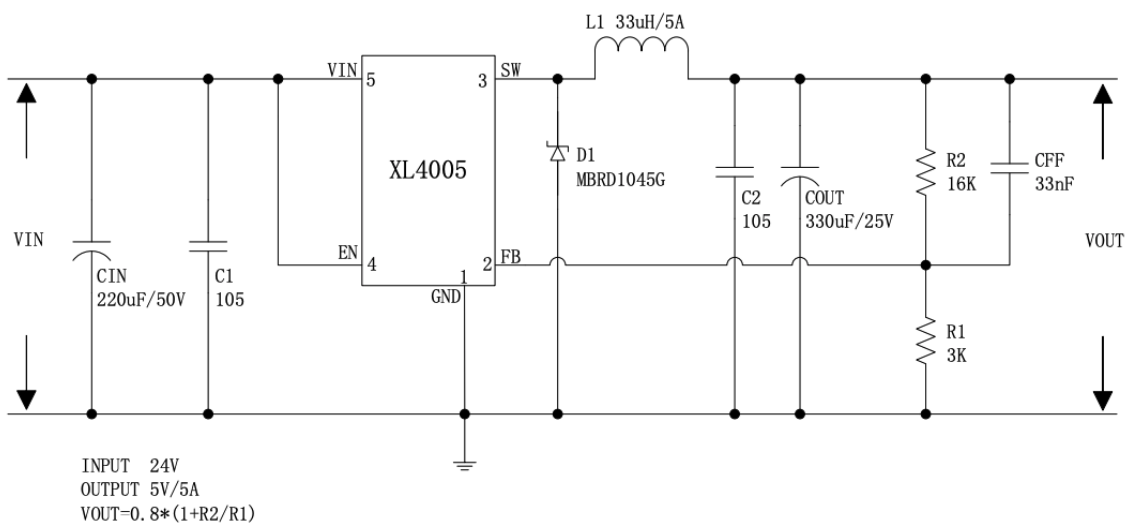 L1 33uH/5A
VIN
5
3
SW
XL4005
D1
MBRD1045G
R2
16K
CFF
33nF
C2
105
COUT
330uF/25V
VIN
EN
4
2
FB
VOUT
CIN
220uF/50V
C1
105
1
GND
R1
3K
INPUT 24V
OUTPUT 5V/5A
VOUT=0.8*(1+R2/R1)